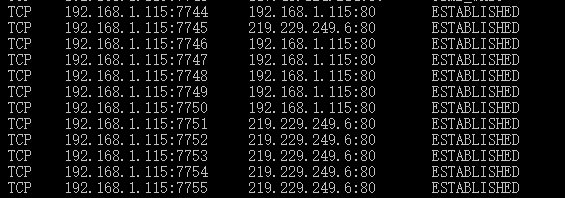 TCP 192.168.1.115:7744 192.168.1.115:80 ESTABLISHED
TCP 192.168.1.115:7745 219.229.249.6:80 ESTABLISHED
TCP 192.168.1.115:7746 192.168.1.115:80 ESTABLISHED
TCP 192.168.1.115:7747 192.168.1.115:80 ESTABLISHED
TCP 192.168.1.115:7748 192.168.1.115:80 ESTABLISHED
TCP 192.168.1.115:7749 192.168.1.115:80 ESTABLISHED
TCP 192.168.1.115:7750 192.168.1.115:80 ESTABLISHED
TCP 192.168.1.115:7751 219.229.249.6:80 ESTABLISHED
TCP 192.168.1.115:7752 219.229.249.6:80 ESTABLISHED
TCP 192.168.1.115:7753 219.229.249.6:80 ESTABLISHED
TCP 192.168.1.115:7754 219.229.249.6:80 ESTABLISHED
TCP 192.168.1.115:7755 219.229.249.6:80 ESTABLISHED